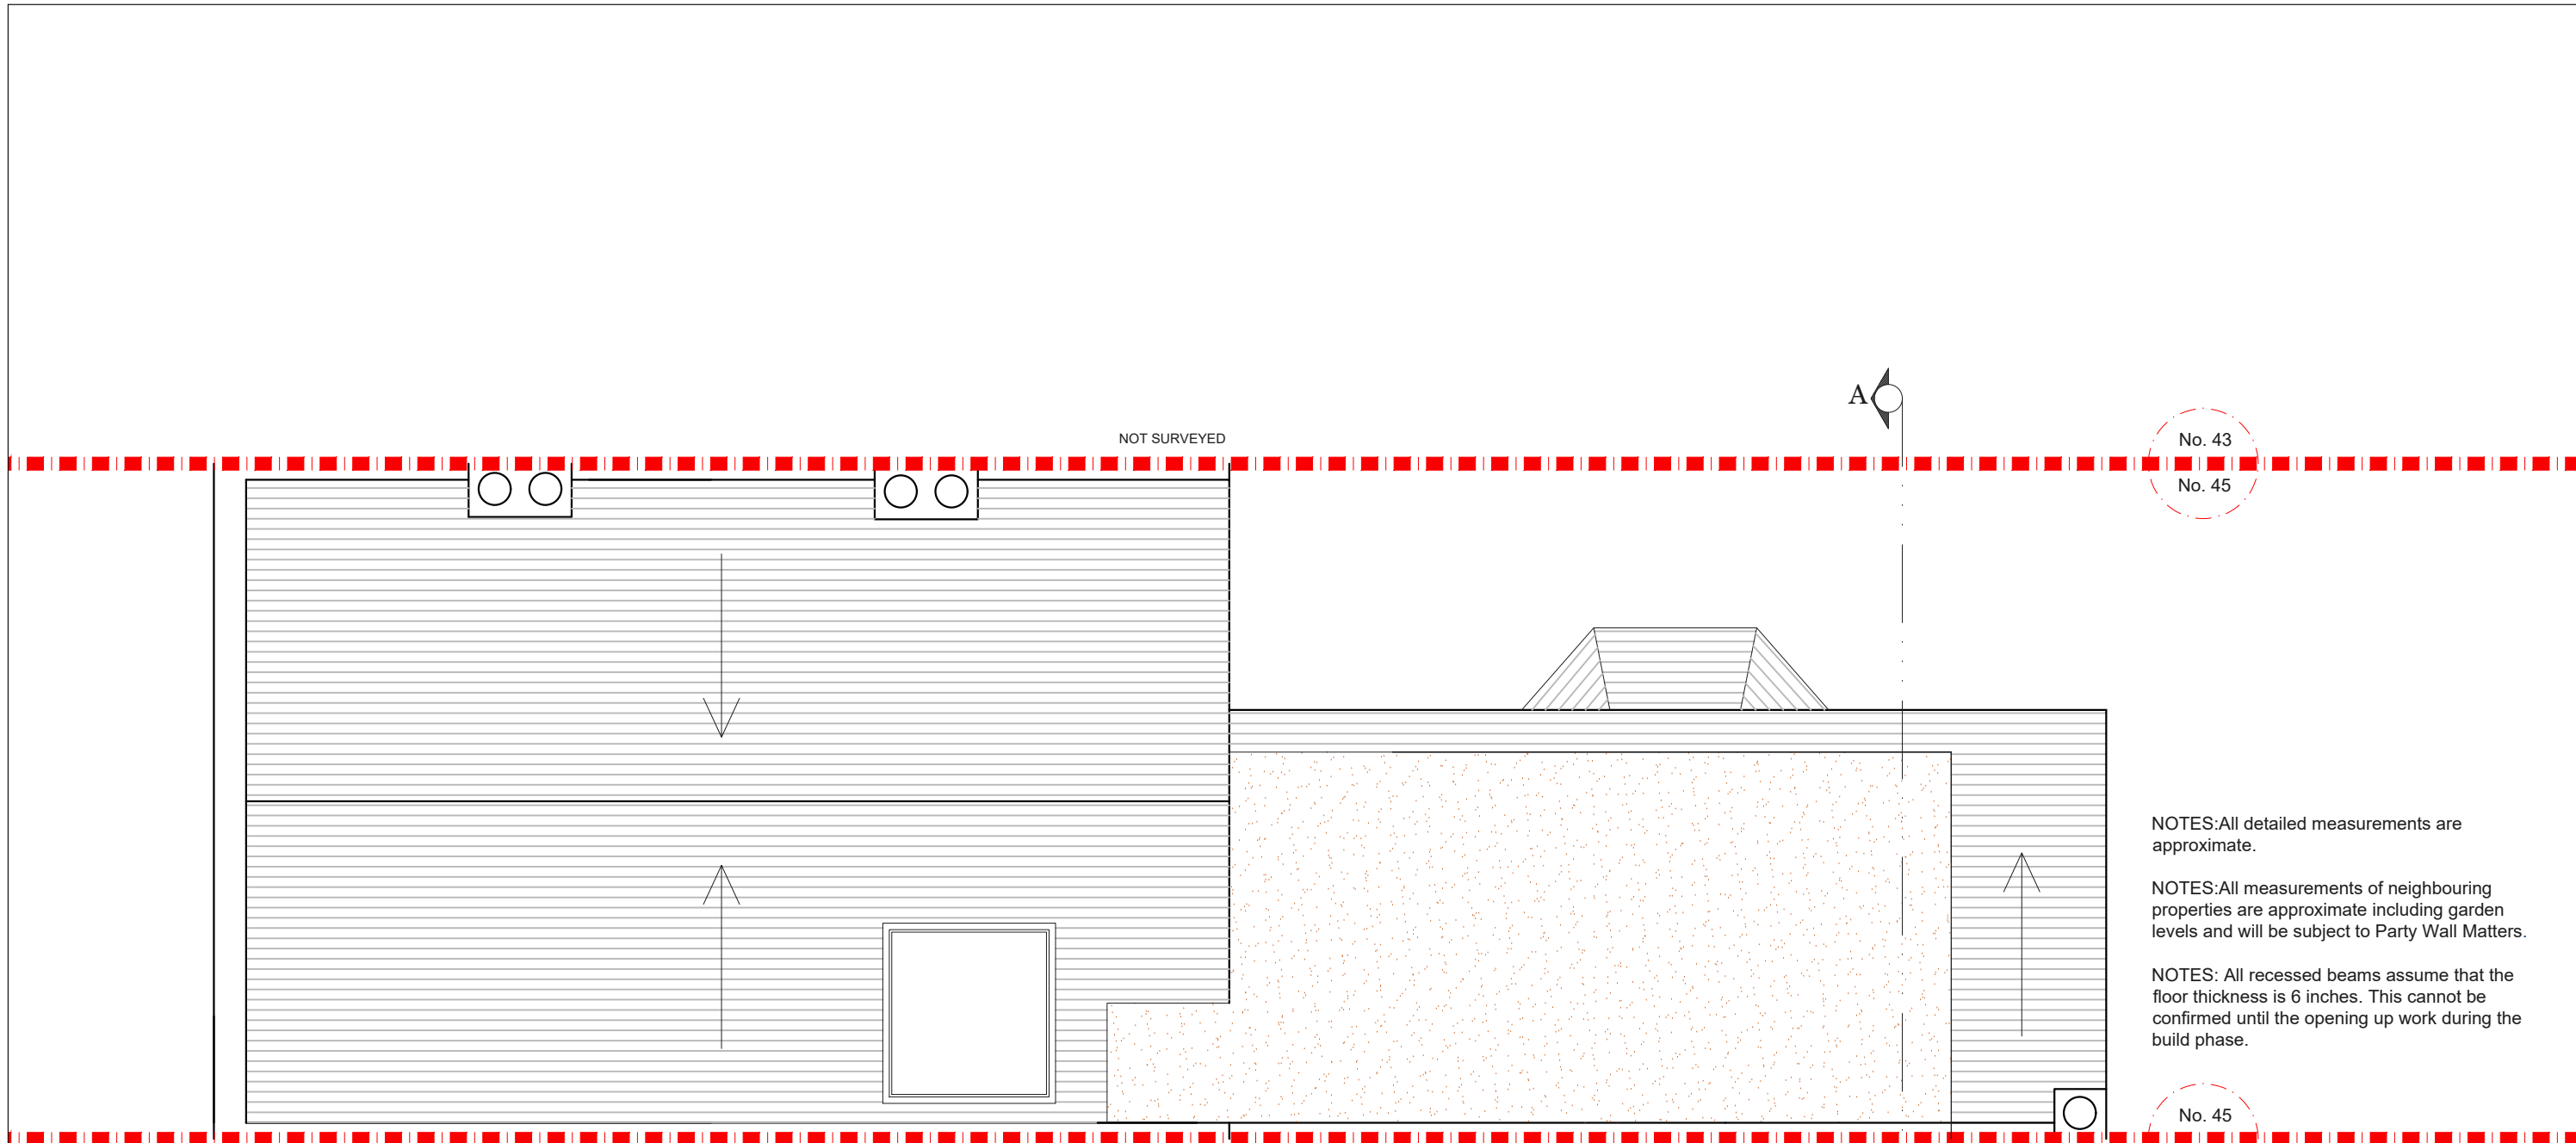 A
NOT SURVEYED
No. 43
No. 45
NOTES:All detailed measurements are
approximate.
NOTES:All measurements of neighbouring
properties are approximate including garden
levels and will be subject to Party Wall Matters.
NOTES: All recessed beams assume that the
floor thickness is 6 inches. This cannot be
confirmed until the opening up work during the
build phase.
No. 45